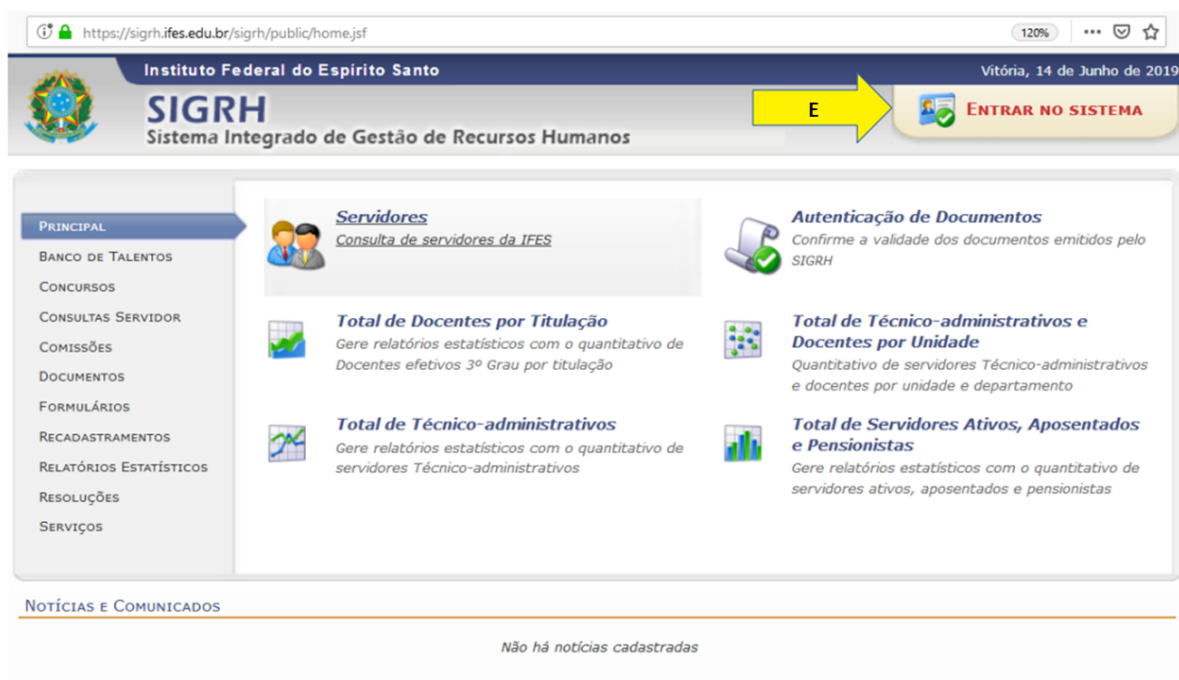 https://sigrh.ifes.edu.br/sigrh/public/home.jsf
120%
Instituto Federal do Espírito Santo
Vitória, 14 de Junho de 2019
SIGRH
Sistema Integrado de Gestão de Recursos Humanos
E
ENTRAR NO SISTEMA
PRINCIPAL
BANCO DE TALENTOS
CONCURSOS
CONSULTAS SERVIDOR
COMISSÕES
DOCUMENTOS
FORMULÁRIOS
RECADASTRAMENTOS
RELATÓRIOS ESTATÍSTICOS
RESOLUÇÕES
SERVIÇOS
Servidores
Consulta de servidores da IFES
Autenticação de Documentos
Confirme a validade dos documentos emitidos pelo
SIGRH
Total de Docentes por Titulação
Gere relatórios estatísticos com o quantitativo de
Docentes efetivos 3º Grau por titulação
Total de Técnico-administrativos e
Docentes por Unidade
Quantitativo de servidores Técnico-administrativos
e docentes por unidade e departamento
Total de Técnico-administrativos
Gere relatórios estatísticos com o quantitativo de
servidores Técnico-administrativos
Total de Servidores Ativos, Aposentados
e Pensionistas
Gere relatórios estatísticos com o quantitativo de
servidores ativos, aposentados e pensionistas
NOTÍCIAS E COMUNICADOS
Não há notícias cadastradas